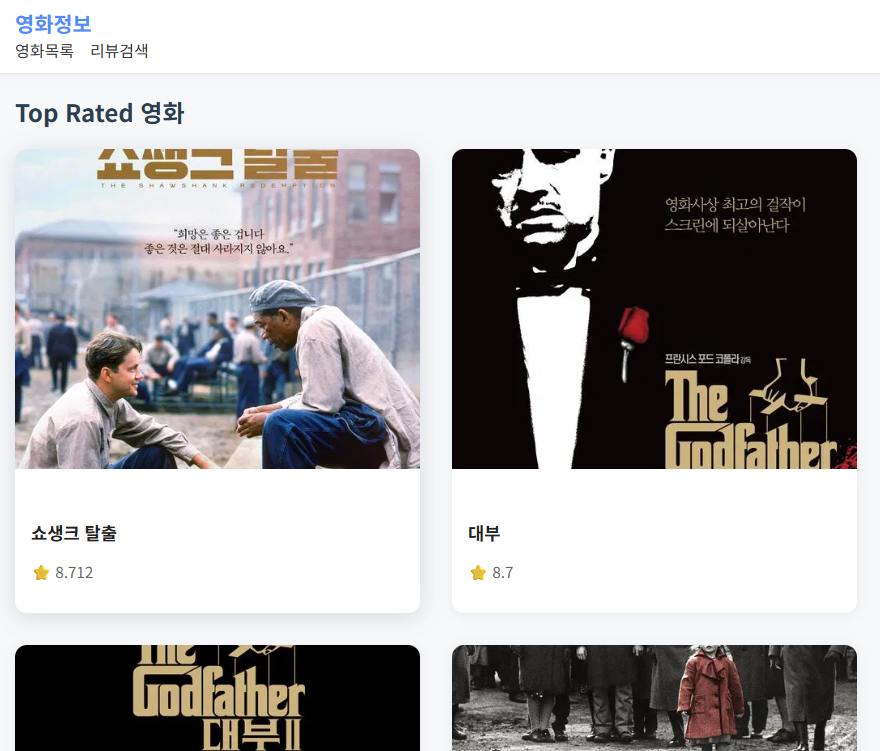 영화정보
영화목록 리뷰검색
Top Rated 영화
쇼생크 탈출
THE SHAWSHANK REDEMPTION
"희망은 좋은 겁니다
좋은 것은 절대 사라지지 않아요."
영화사상 최고의 걸작이
스크린에 되살아난다
프란시스 포드 코폴라 감독
The
Godfather
쇼생크 탈출
8.712
대부
8.7
The
Godfather
대부 II